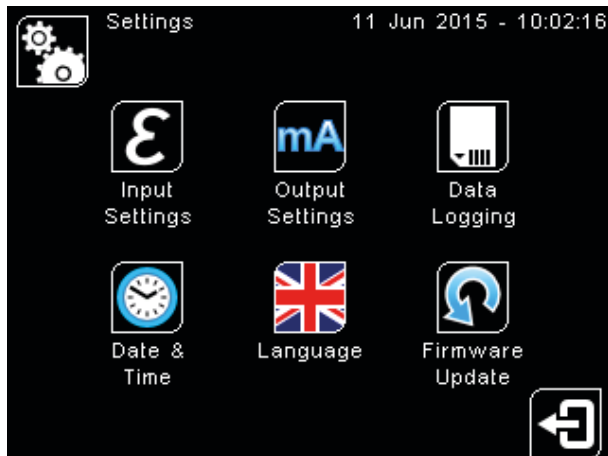 Settings
11 Jun 2015 - 10:02:16
ε
mA
Input
Settings
Output
Settings
Data
Logging
Date &
Time
Language
Firmware
Update